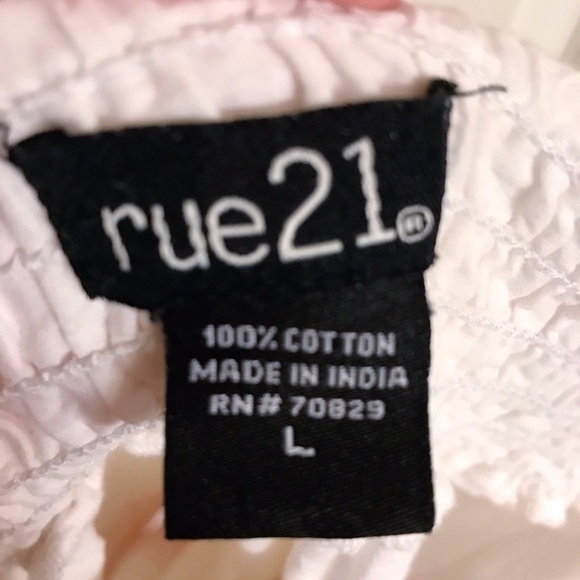 rue21®
100% COTTON
MADE IN INDIA
RN# 70829
L